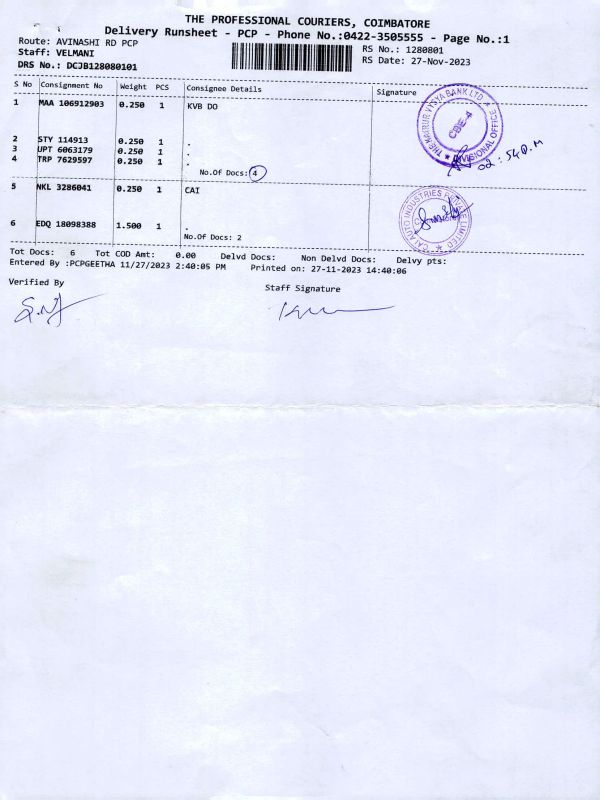 THE PROFESSIONAL COURIERS, COIMBATORE
Delivery Runsheet - PCP - Phone No.:0422-3505555 - Page No.:1
Route: AVINASHI RD PCP
RS No.: 1280801
Staff: VELMANI
RS Date: 27-Nov-2023
DRS No.: DCJB128080101
S No Consignment No Weight PCS Consignee Details Signature
1 MAA 106912903 0.250 1 KVB DO
2 STY 114913 0.250 1 .
3 UPT 6063179 0.250 1 .
4 TRP 7629597 0.250 1 .
No.Of Docs: 4
THE KARUR VYSYA BANK LTD.
CBE-4
DIVISIONAL OFFICE
5 NKL 3286041 0.250 1 CAI
6 EDQ 18098388 1.500 1 .
No.Of Docs: 2
CAI AUTO INDUSTRIES PRIVATE LIMITED
Tot Docs: 6 Tot COD Amt: 0.00 Delvd Docs: Non Delvd Docs: Delvy pts:
Entered By :PCPGEETHA 11/27/2023 2:40:05 PM Printed on: 27-11-2023 14:40:06
Verified By
Staff Signature